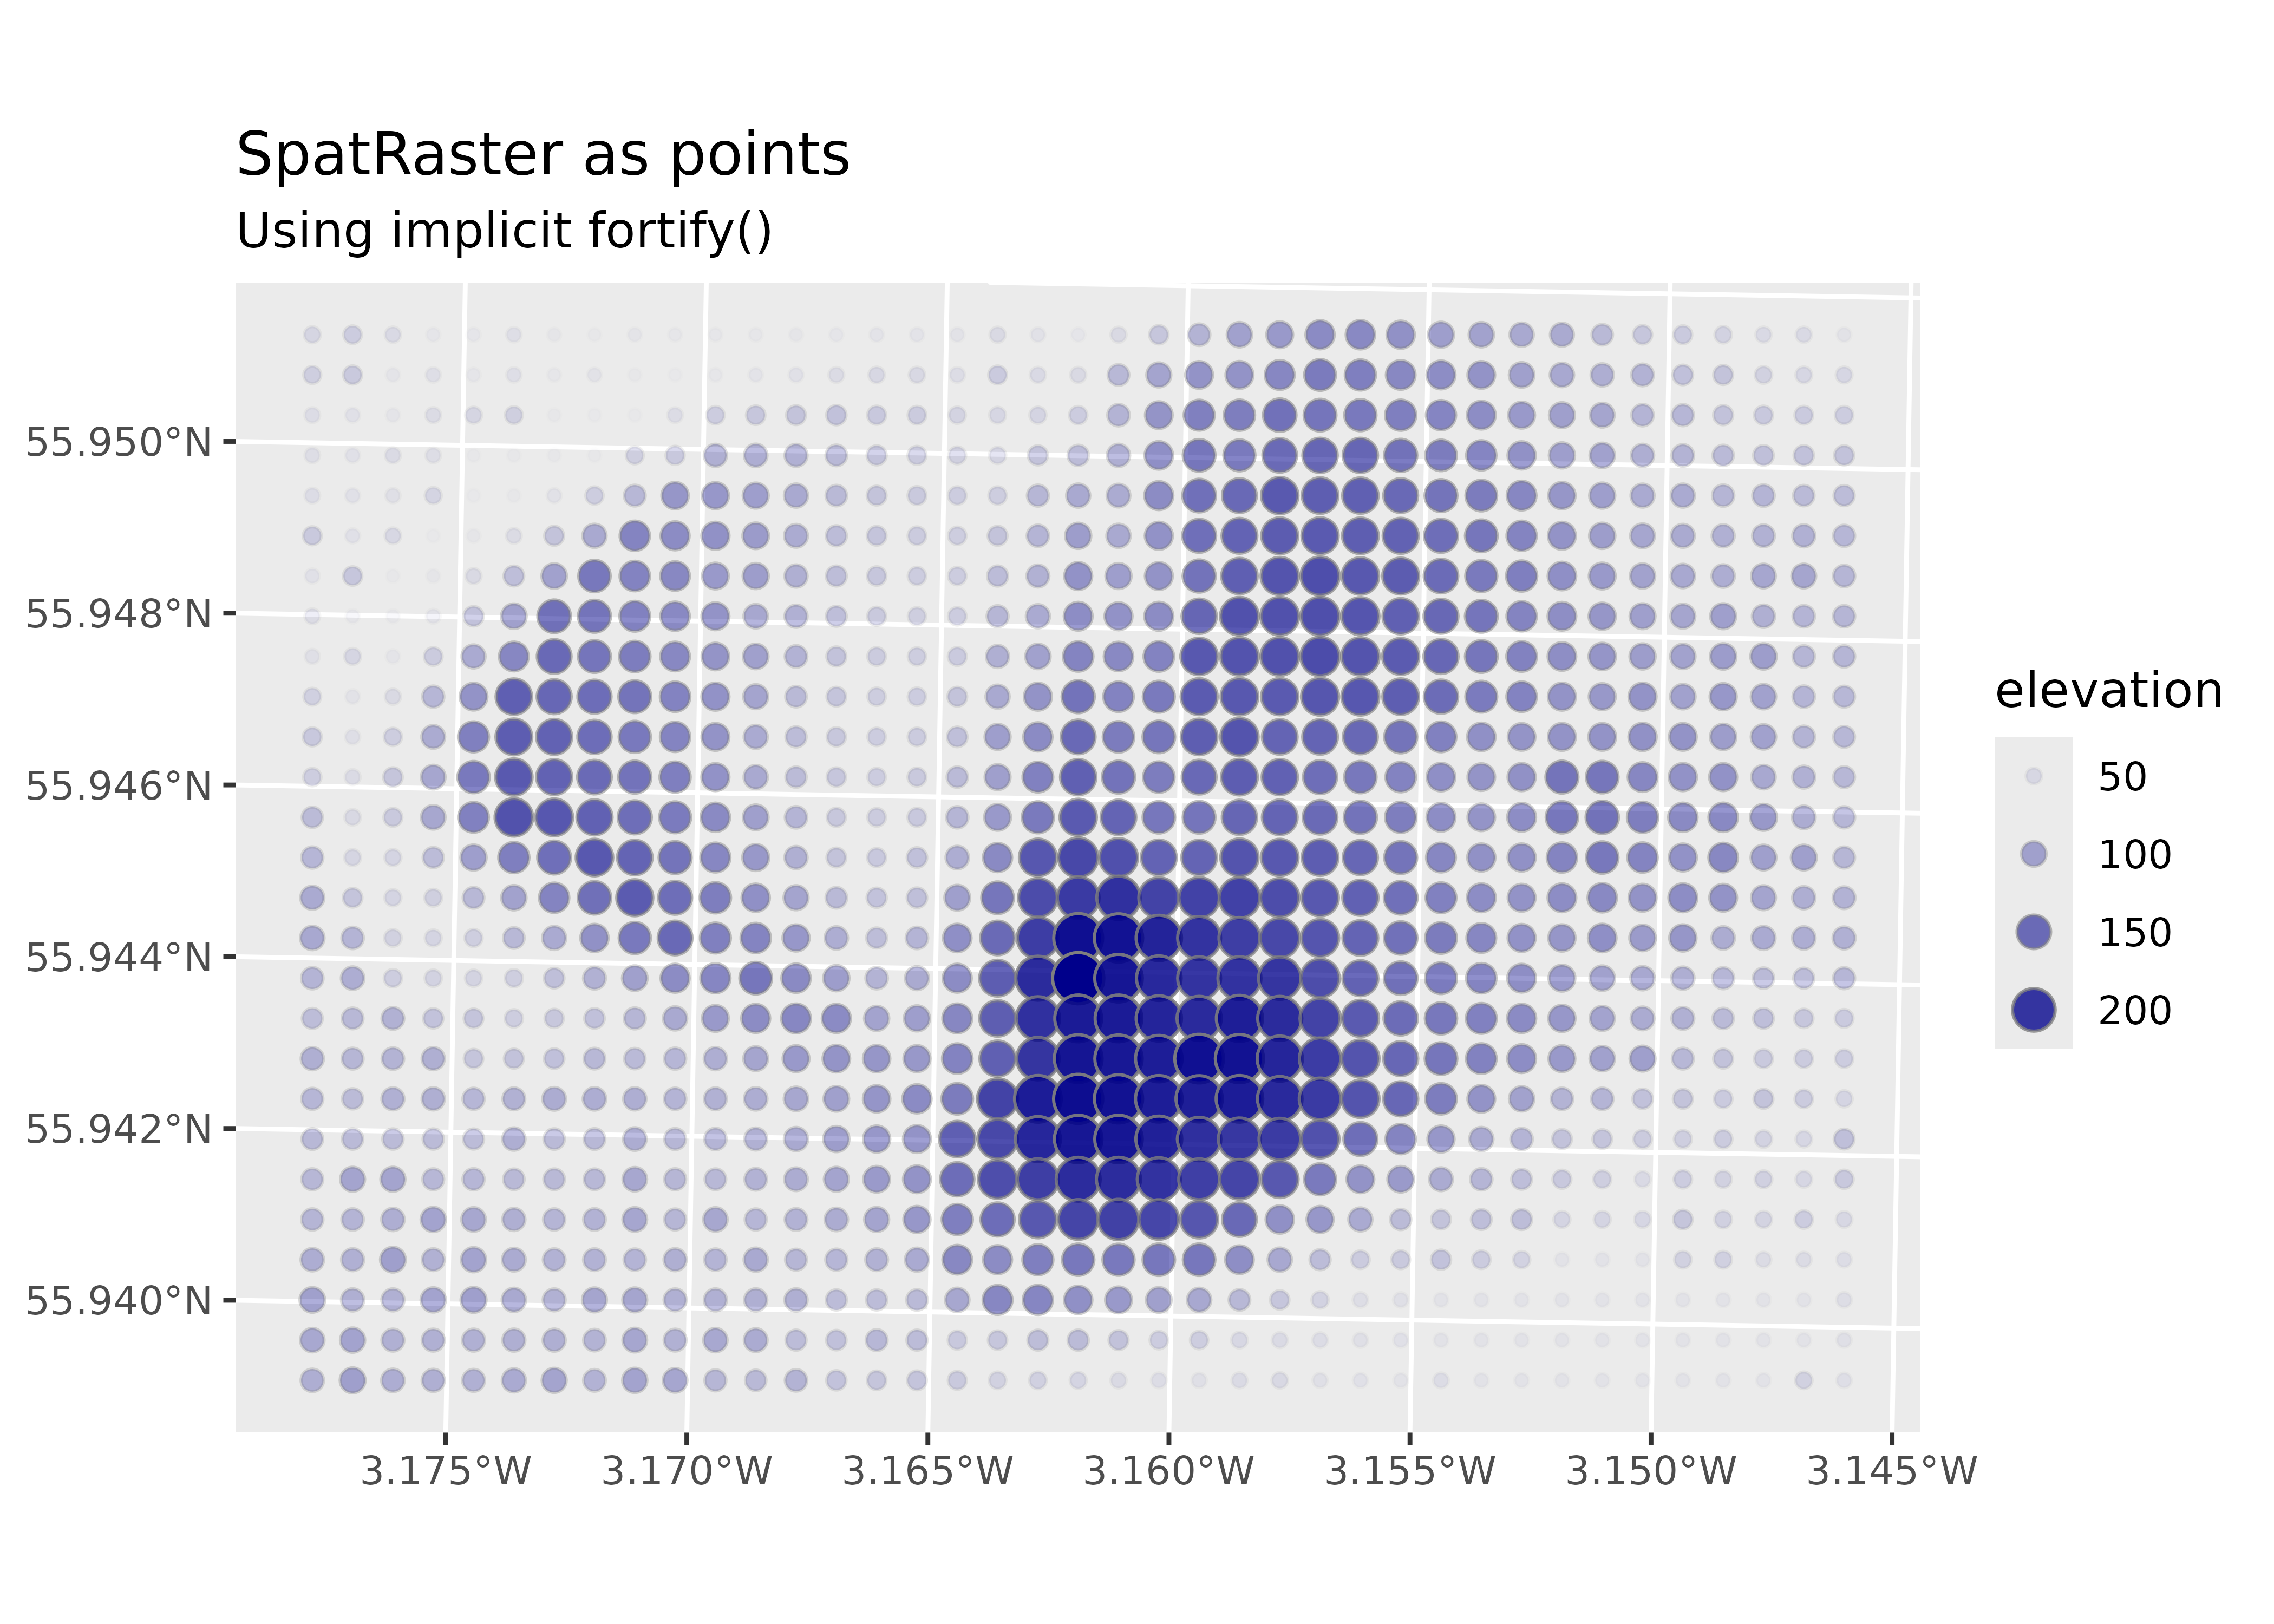 SpatRaster as points
Using implicit fortify()
55.950°N
55.948°N
55.946°N
55.944°N
55.942°N
55.940°N
3.175°W
3.170°W
3.165°W
3.160°W
3.155°W
3.150°W
3.145°W
elevation
50
100
150
200